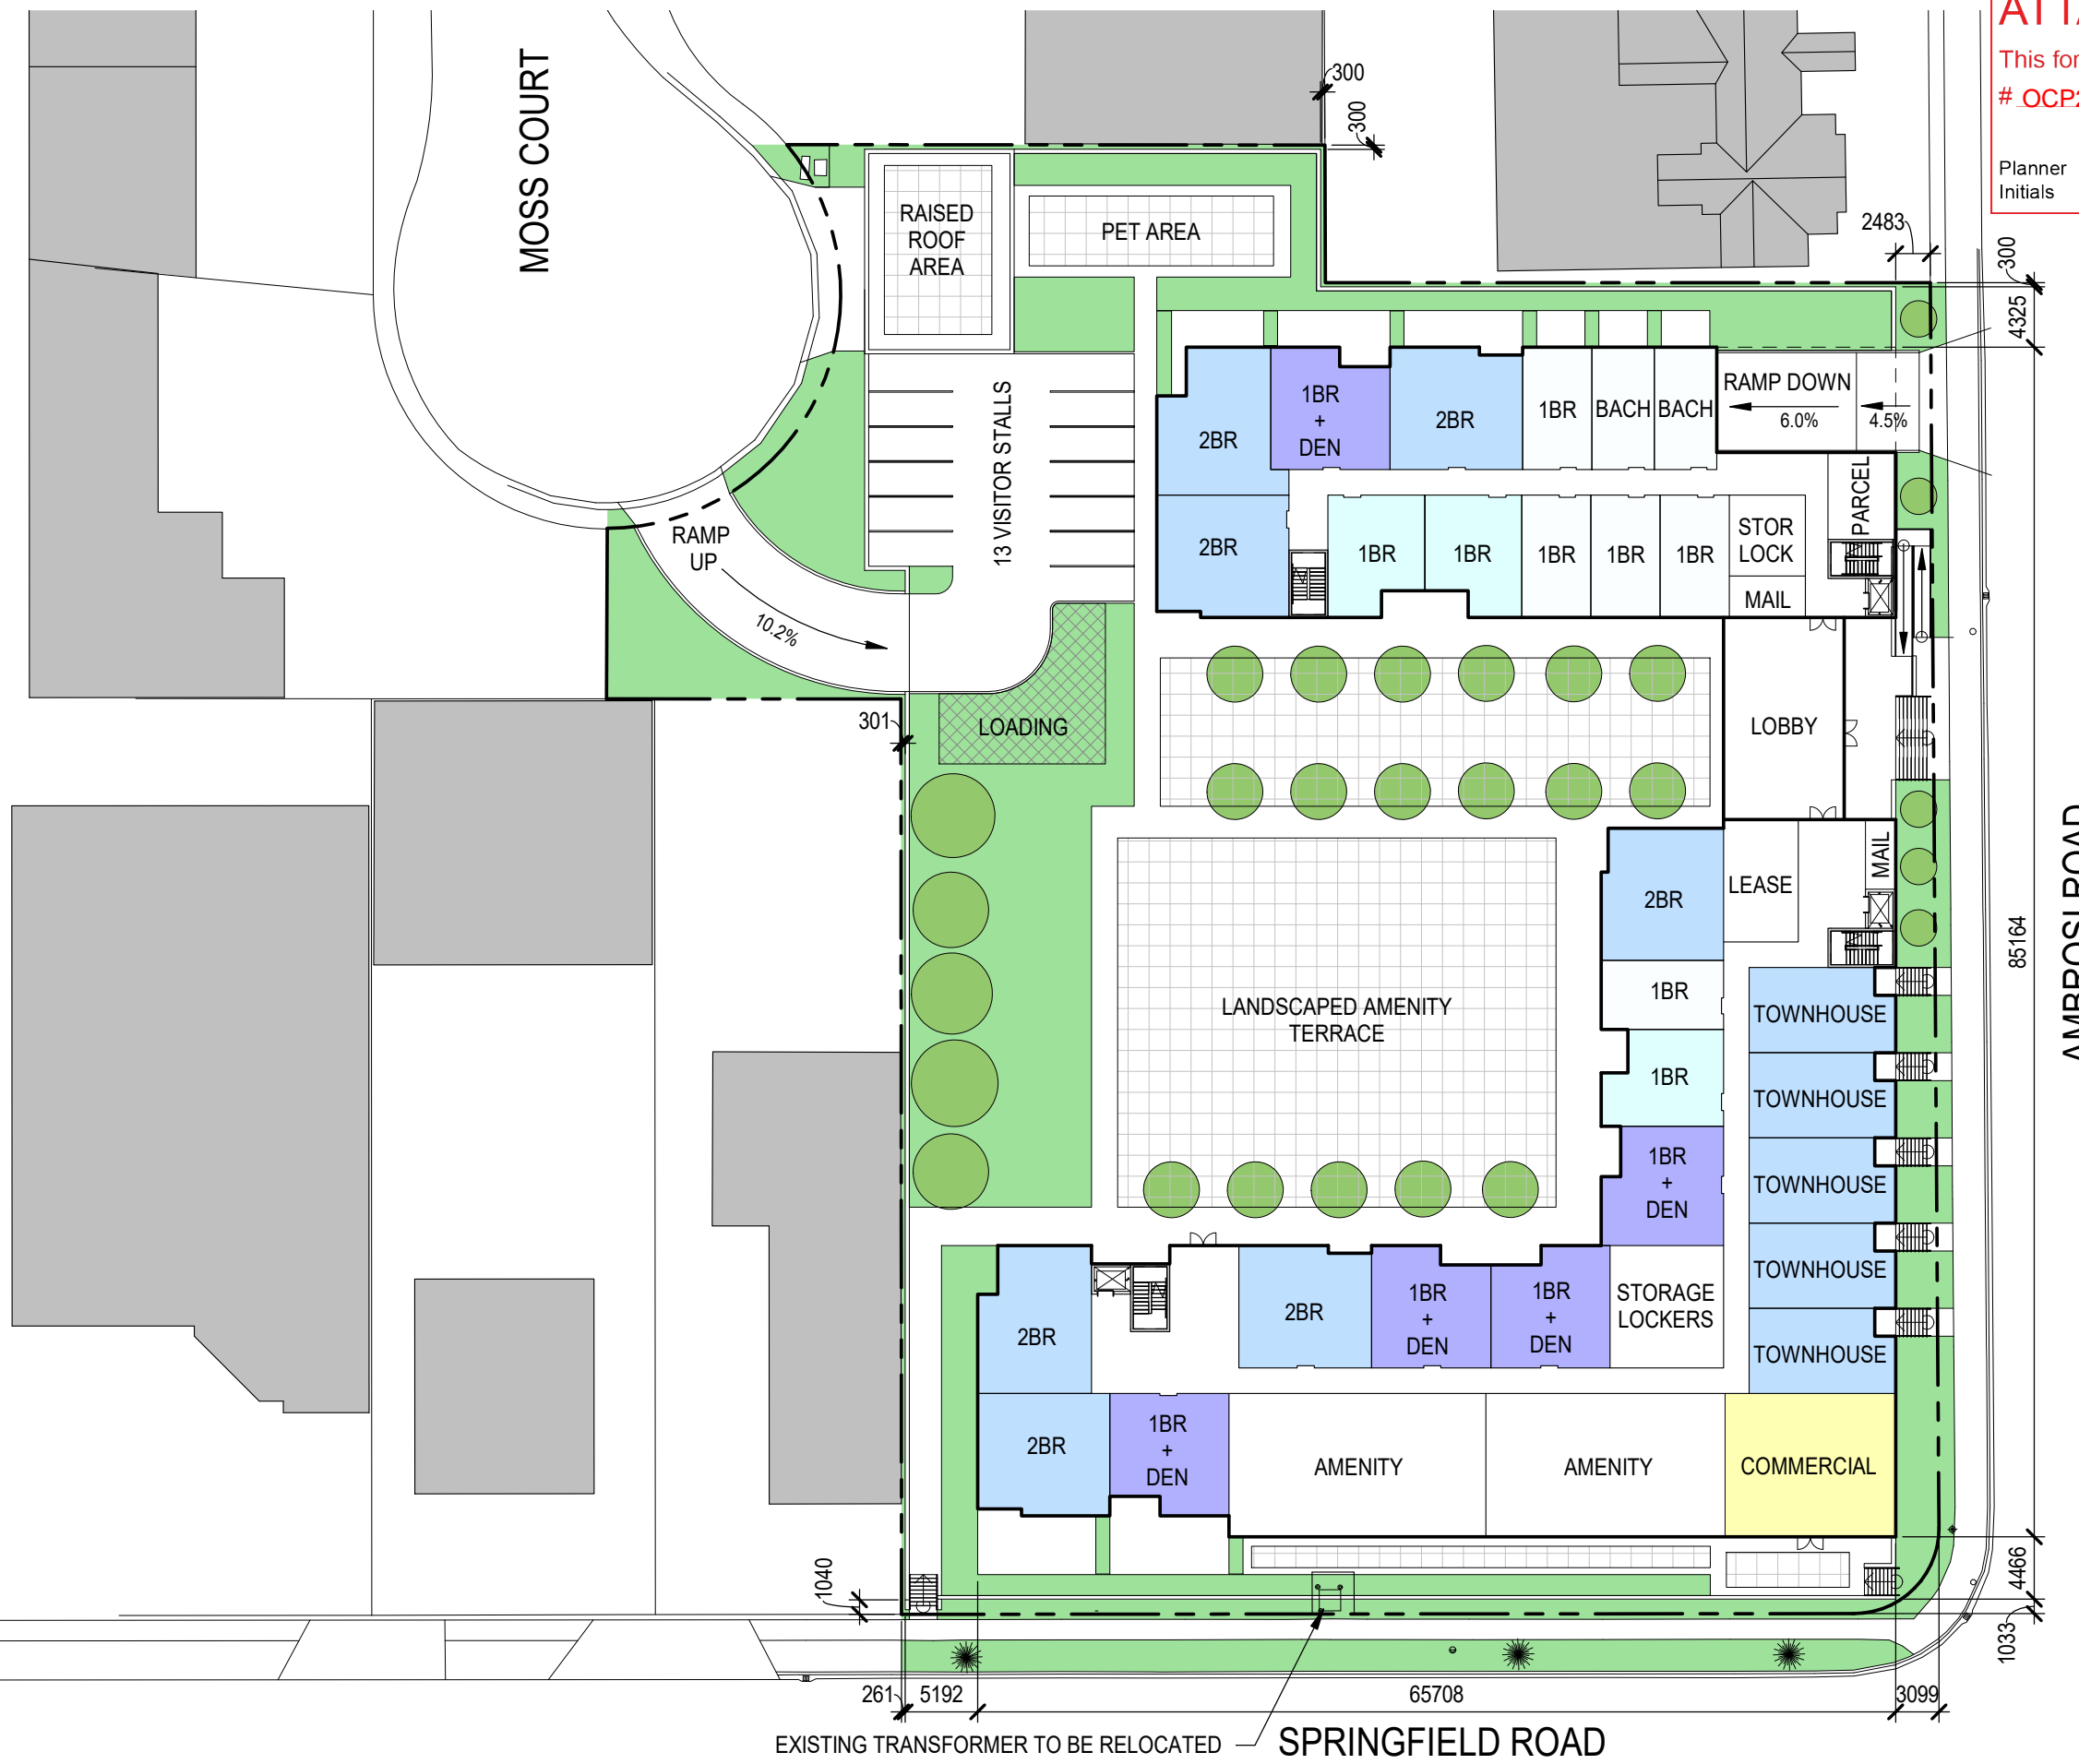 ATTA
This for
# OCP2
Planner
Initials
MOSS COURT
300
300
2483
300
4325
RAISED
ROOF
AREA
PET AREA
13 VISITOR STALLS
2BR
1BR
+
DEN
2BR
1BR
BACH
BACH
RAMP DOWN
6.0%
4.5%
PARCEL
2BR
1BR
1BR
1BR
1BR
1BR
STOR
LOCK
MAIL
RAMP
UP
10.2%
301
LOADING
LOBBY
LEASE
MAIL
2BR
1BR
1BR
1BR
+
DEN
LANDSCAPED AMENITY
TERRACE
TOWNHOUSE
TOWNHOUSE
TOWNHOUSE
TOWNHOUSE
TOWNHOUSE
85164
AMBROSI ROAD
2BR
2BR
1BR
+
DEN
1BR
+
DEN
STORAGE
LOCKERS
2BR
1BR
+
DEN
AMENITY
AMENITY
COMMERCIAL
1040
4466
1033
261
5192
65708
3099
EXISTING TRANSFORMER TO BE RELOCATED
SPRINGFIELD ROAD